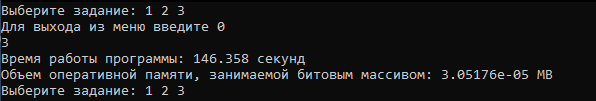 Выберите задание: 1 2 3
Для выхода из меню введите 0
3
Время работы программы: 146.358 секунд
Объем оперативной памяти, занимаемой битовым массивом: 3.05176e-05 МВ
Выберите задание: 1 2 3